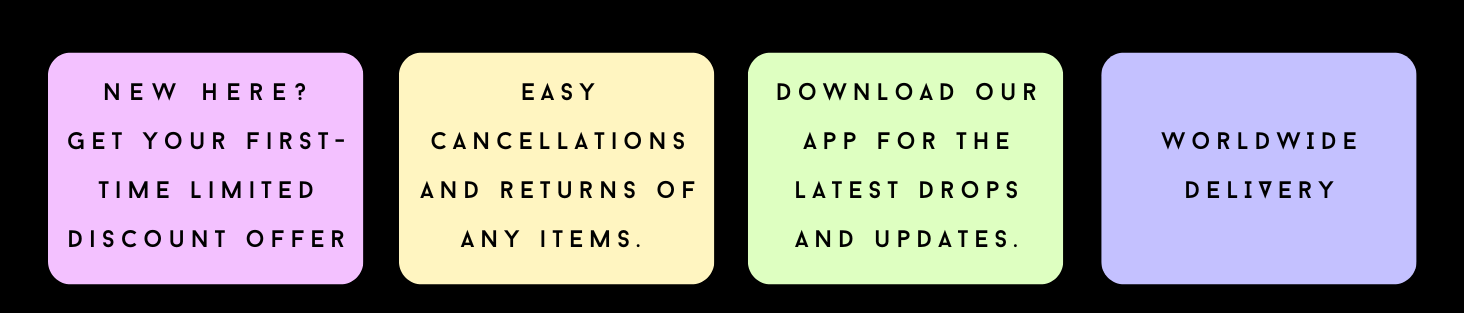 NEW HERE?
GET YOUR FIRST-
TIME LIMITED
DISCOUNT OFFER
EASY
CANCELLATIONS
AND RETURNS OF
ANY ITEMS.
DOWNLOAD OUR
APP FOR THE
LATEST DROPS
AND UPDATES.
WORLDWIDE
DELIVERY